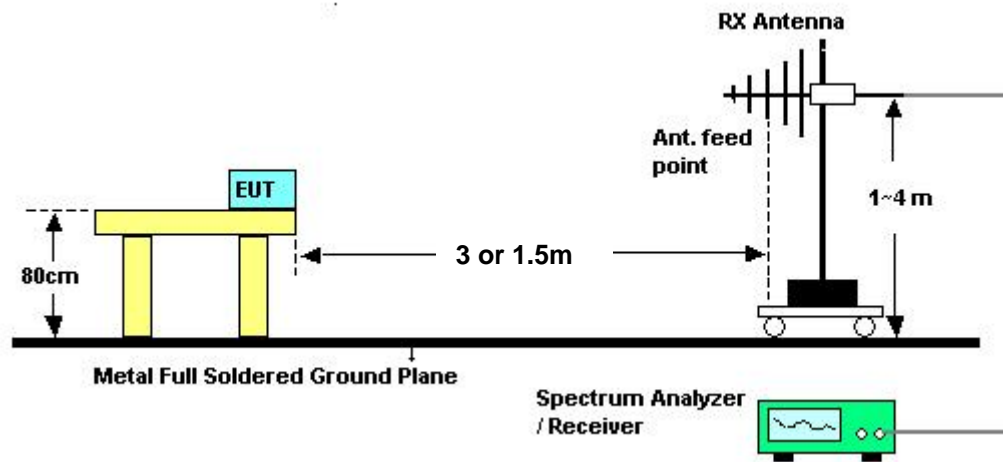 RX Antenna
Ant. feed
point
EUT
1~4 m
3 or 1.5m
80cm
Metal Full Soldered Ground Plane
Spectrum Analyzer
/ Receiver